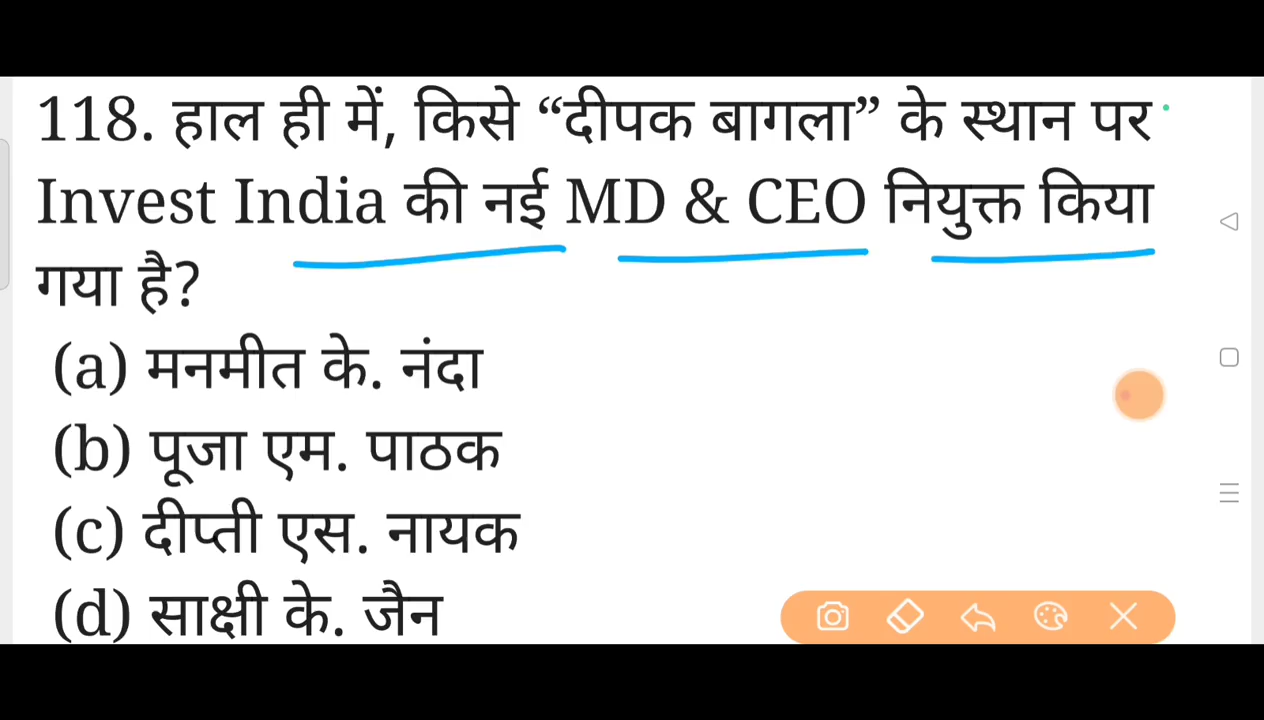 118. हाल ही में, किसे “दीपक बागला” के स्थान पर
Invest India की नई MD & CEO नियुक्त किया
गया है?
(a) मनमीत के. नंदा
(b) पूजा एम. पाठक
(c) दीप्ती एस. नायक
(d) साक्षी के. जैन